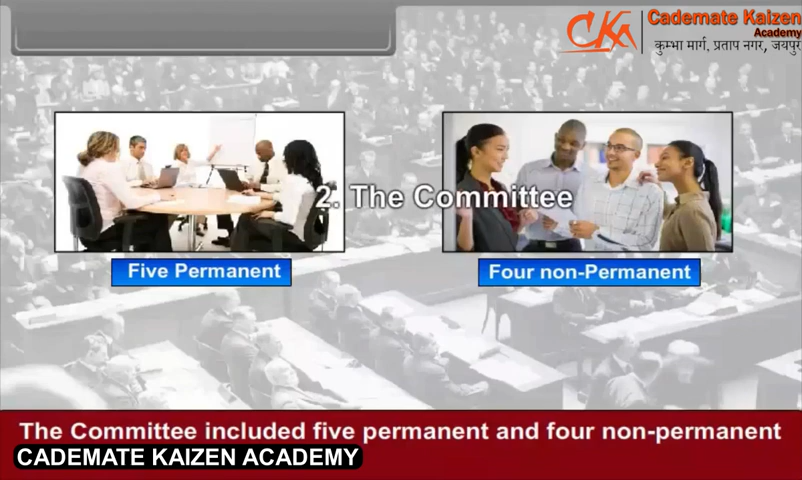 CKA
Cademate Kaizen
Academy
कुम्भा मार्ग, प्रताप नगर, जयपुर
2. The Committee
Five Permanent
Four non-Permanent
The Committee included five permanent and four non-permanent
CADEMATE KAIZEN ACADEMY